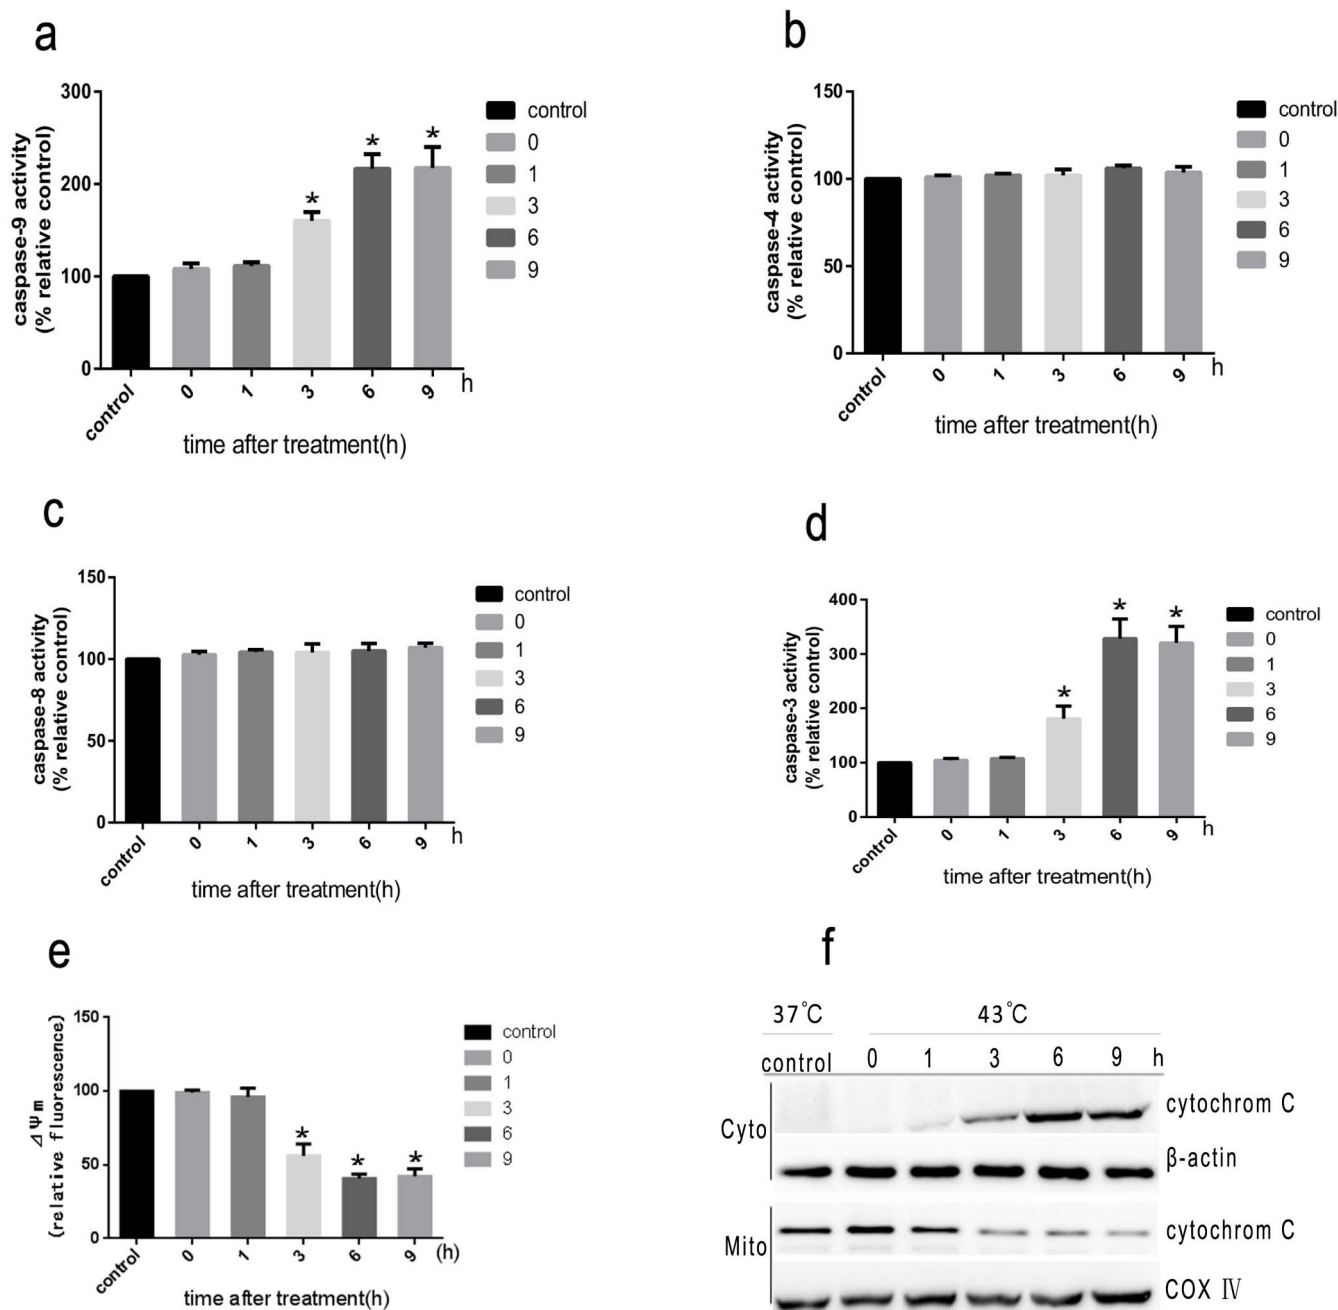 a
caspase-9 activity
(% relative control)
300
200
100
0
*
*
*
control
0
1
3
6
9
h
time after treatment(h)
control
0
1
3
6
9
b
caspase-4 activity
(% relative control)
150
100
50
0
control
0
1
3
6
9
h
time after treatment(h)
control
0
1
3
6
9
c
caspase-8 activity
(% relative control)
150
100
50
0
control
0
1
3
6
9
h
time after treatment(h)
control
0
1
3
6
9
d
caspase-3 activity
(% relative control)
400
300
200
100
0
*
*
*
control
0
1
3
6
9
h
time after treatment(h)
control
0
1
3
6
9
e
⊿Ψm
(relative fluorescence)
150
100
50
0
*
*
*
control
0
1
3
6
9
(h)
time after treatment(h)
control
0
1
3
6
9
f
37°C 43°C
control 0 1 3 6 9 h
Cyto
cytochrom C
β-actin
Mito
cytochrom C
COX Ⅳ